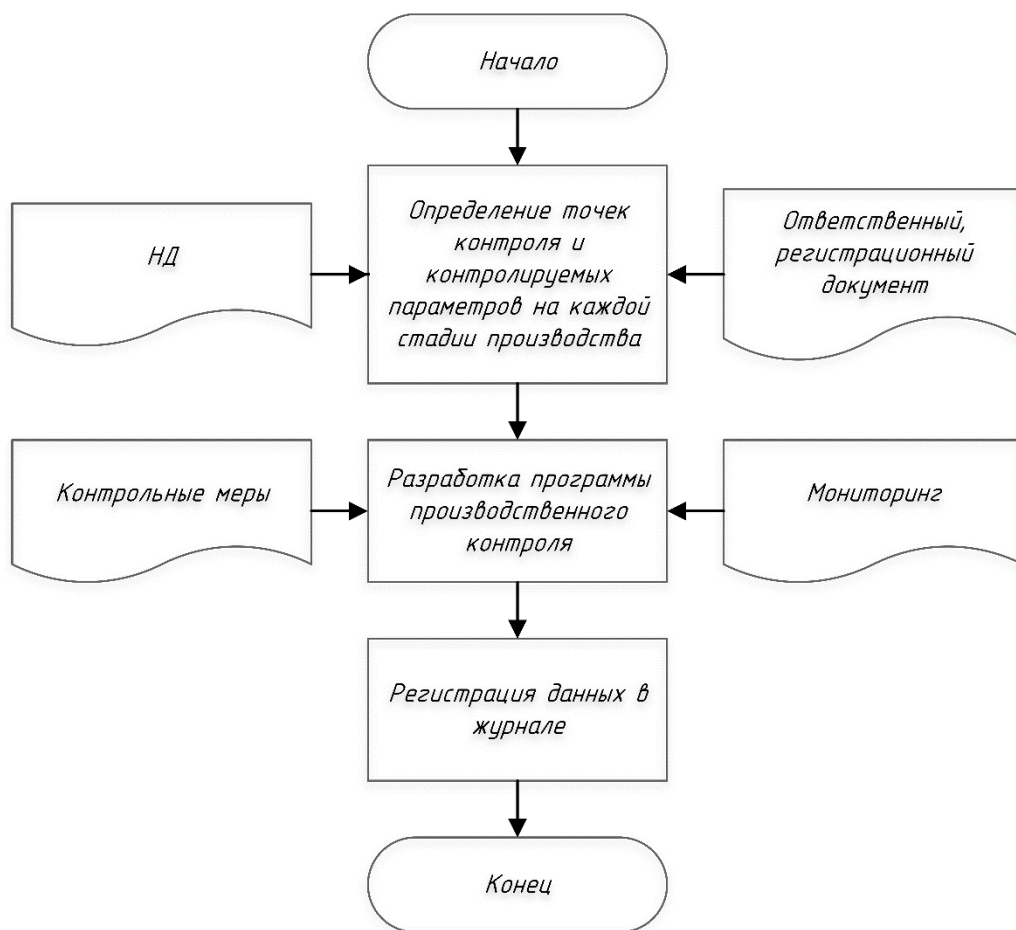 Начало
НД
Определение точек
контроля и
контролируемых
параметров на каждой
стадии производства
Ответственный,
регистрационный
документ
Контрольные меры
Разработка программы
производственного
контроля
Мониторинг
Регистрация данных в
журнале
Конец